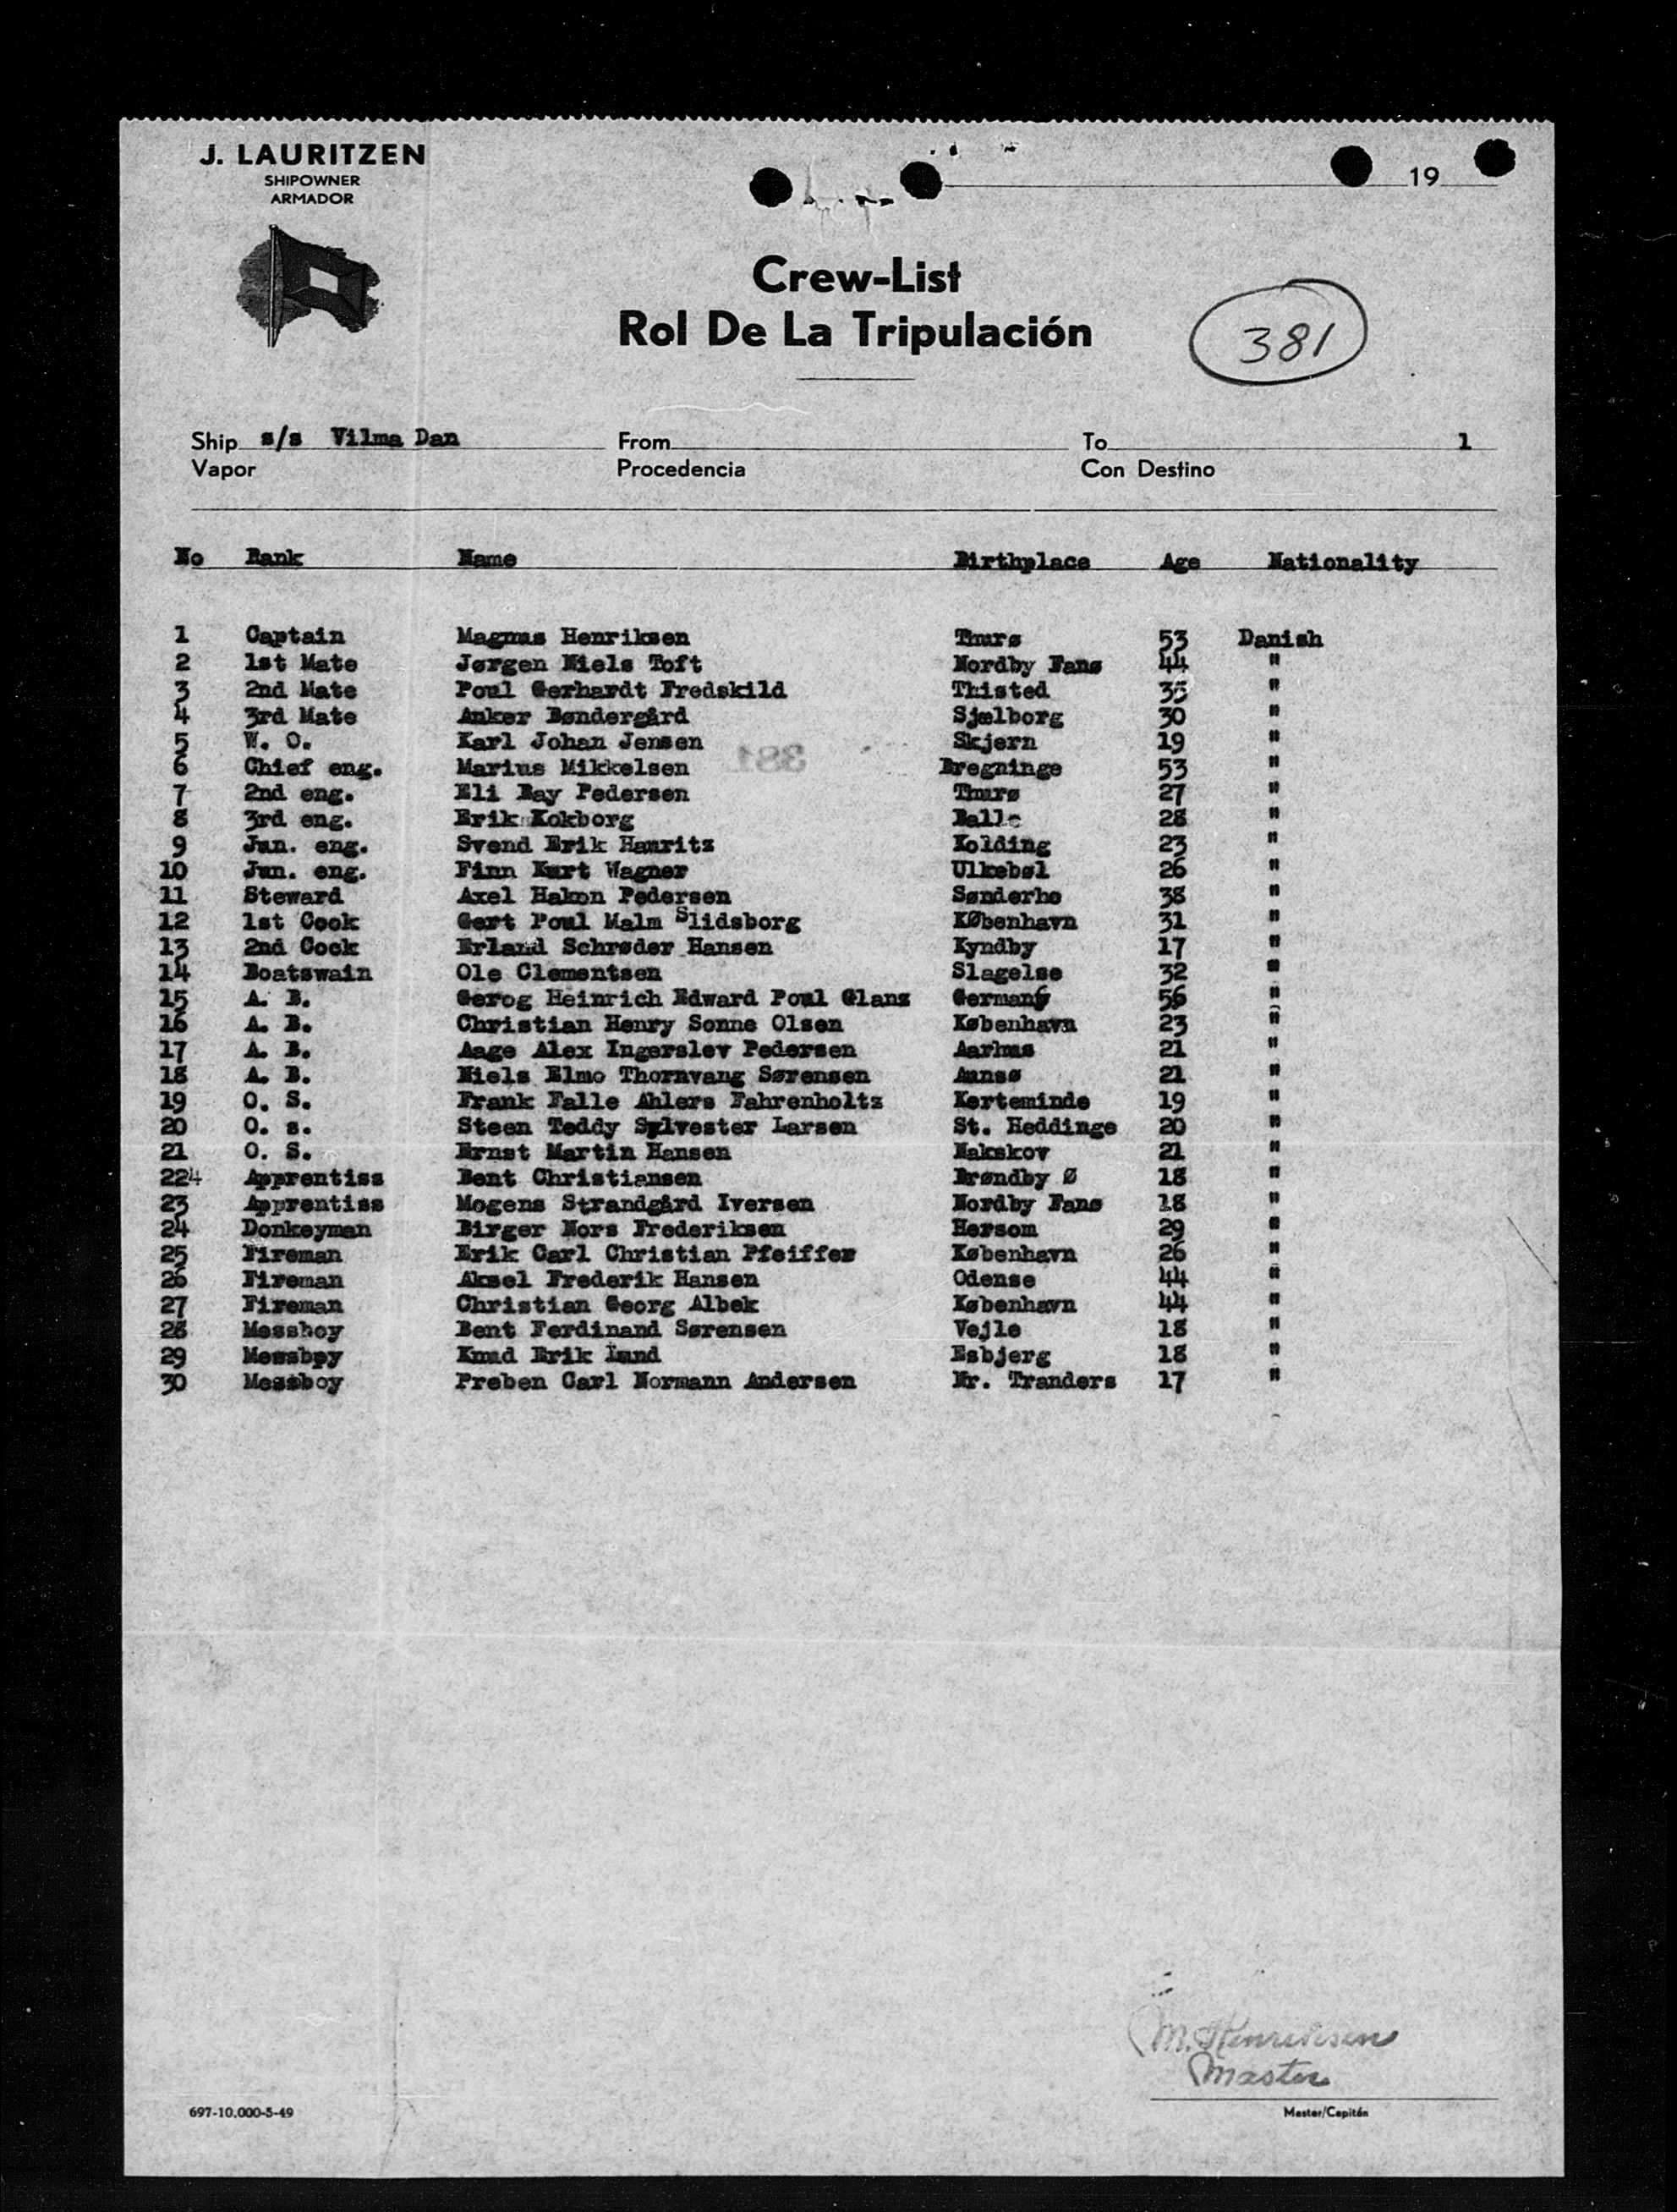 J. LAURITZEN
SHIPOWNER
ARMADOR
19
Crew-List
Rol De La Tripulación
381
Ship s/s Vilma Dan From To 1
Vapor Procedencia Con Destino
No Rank Name Birthplace Age Nationality
1 Captain Magnus Henriksen Thurø 53 Danish
2 1st Mate Jørgen Niels Toft Nordby Fanø 44 "
3 2nd Mate Poul Gerhardt Fredskild Thisted "
4 3rd Mate Anker Bøndergård Sjælborg 30 "
5 W. O. Karl Johan Jensen Skjern 19 "
6 Chief eng. Marius Mikkelsen Bregninge 53 "
7 2nd eng. Eli Bay Pedersen Thurø 27 "
8 3rd eng. Erik Kokborg Balle 28 "
9 Jun. eng. Svend Erik Hauritz Kolding 23 "
10 Jun. eng. Finn Kurt Wagner Ulkebøl 26 "
11 Steward Axel Hakon Pedersen Sønderho 38 "
12 1st Cook Gert Poul Malm Slidsborg KØbenhavn 31 "
13 2nd Cook Erland Schrøder Hansen Kyndby 17 "
14 Boatswain Ole Clementsen Slagelse 32 "
15 A. B. Gerog Heinrich Edward Poul Glanz Germany 56 "
16 A. B. Christian Henry Sonne Olsen København 23 "
17 A. B. Aage Alex Ingerslev Pedersen Aarhus 21 "
18 A. B. Niels Elmo Thornvang Sørensen 21 "
19 O. S. Frank Falle Ahlers Fahrenholtz Kerteminde 19 "
20 O. s. Steen Teddy Sylvester Larsen St. Heddinge 20 "
21 O. S. Ernst Martin Hansen Nakskov 21 "
224 Apprentiss Bent Christiansen Brøndby Ø 18 "
23 Apprentiss Mogens Strandgård Iversen Nordby Fanø 18 "
24 Donkeyman Birger Nors Frederiksen Hersom 29 "
25 Fireman Erik Carl Christian Pfeiffer København 26 "
26 Fireman Aksel Frederik Hansen Odense 44 "
27 Fireman Christian Georg Albek København 44 "
28 Messboy Bent Ferdinand Sørensen Vejle 18 "
29 Messboy Knud Erik Lund Esbjerg 18 "
30 Messboy Preben Carl Normann Andersen Nr. Tranders 17 "
M. Henriksen
Master
697-10.000-5-49 Master/Capitán